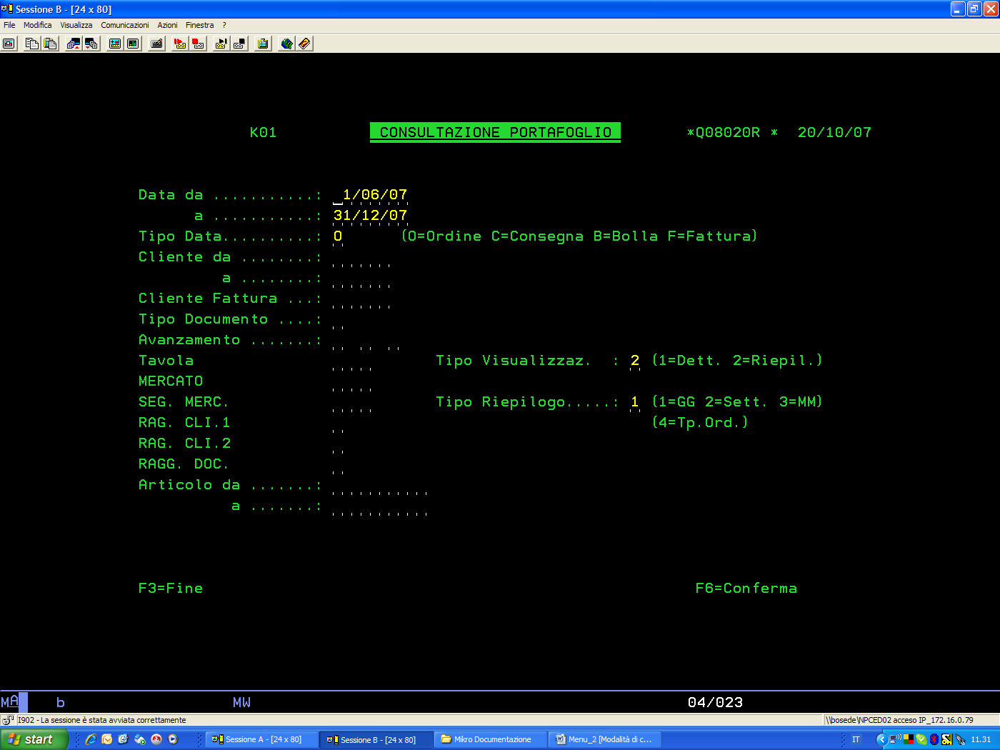 Sessione B - [24 x 80]
File Modifica Visualizza Comunicazioni Azioni Finestra ?
K01 CONSULTAZIONE PORTAFOGLIO *Q08020R * 20/10/07
Data da ...........: 1/06/07
a ...........: 31/12/07
Tipo Data..........: O (O=Ordine C=Consegna B=Bolla F=Fattura)
Cliente da ........:
a ........:
Cliente Fattura ...:
Tipo Documento ....:
Avanzamento .......:
Tavola Tipo Visualizzaz. : 2 (1=Dett. 2=Riepil.)
MERCATO
SEG. MERC. Tipo Riepilogo.....: 1 (1=GG 2=Sett. 3=MM)
RAG. CLI.1 (4=Tp.Ord.)
RAG. CLI.2
RAGG. DOC.
Articolo da .......:
a .......:
F3=Fine F6=Conferma
MA b MW 04/023
I902 - La sessione è stata avviata correttamente \\bosede\NPCED02 acceso IP_172.16.0.79
start Sessione A - [24 x 80] Sessione B - [24 x 80] Mikro Documentazione Menu_2 [Modalità di c... IT 11.31